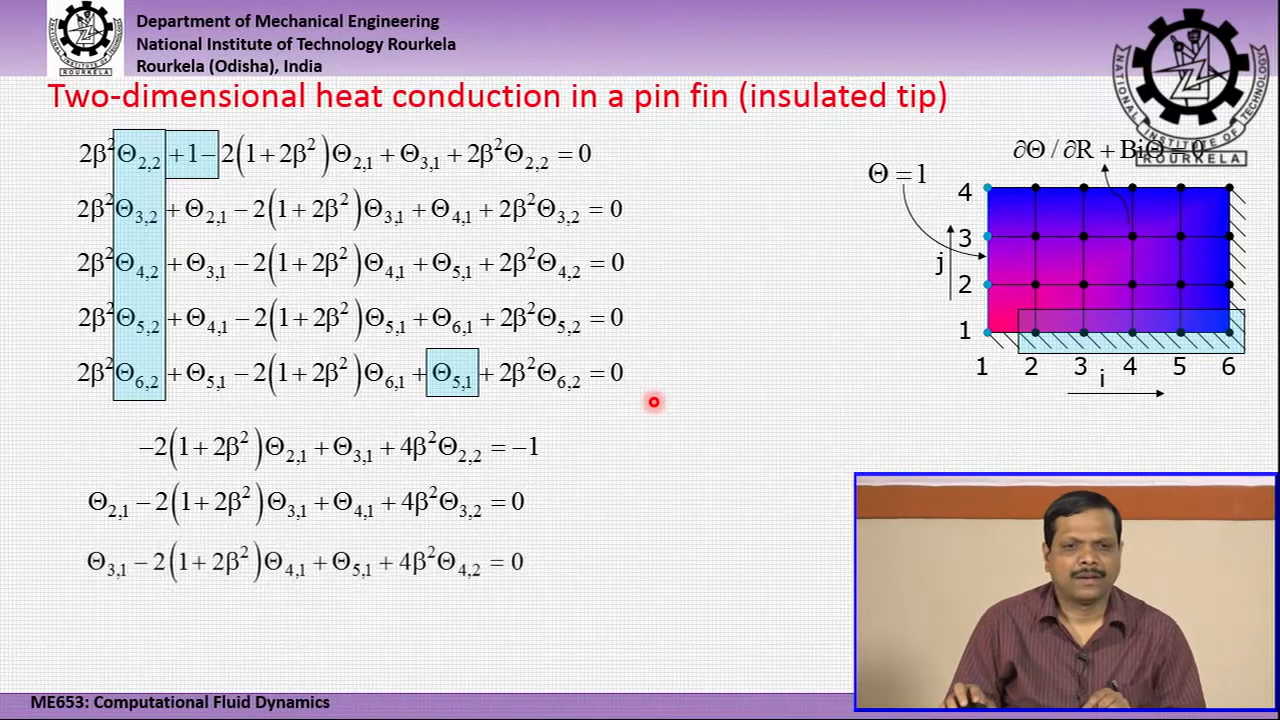 Department of Mechanical Engineering
National Institute of Technology Rourkela
Rourkela (Odisha), India
ROURKELA
NATIONAL INSTITUTE OF TECHNOLOGY
ROURKELA
Two-dimensional heat conduction in a pin fin (insulated tip)
2β²Θ₂,₂ + 1 − 2(1 + 2β²)Θ₂,₁ + Θ₃,₁ + 2β²Θ₂,₂ = 0
2β²Θ₃,₂ + Θ₂,₁ − 2(1 + 2β²)Θ₃,₁ + Θ₄,₁ + 2β²Θ₃,₂ = 0
2β²Θ₄,₂ + Θ₃,₁ − 2(1 + 2β²)Θ₄,₁ + Θ₅,₁ + 2β²Θ₄,₂ = 0
2β²Θ₅,₂ + Θ₄,₁ − 2(1 + 2β²)Θ₅,₁ + Θ₆,₁ + 2β²Θ₅,₂ = 0
2β²Θ₆,₂ + Θ₅,₁ − 2(1 + 2β²)Θ₆,₁ + Θ₅,₁ + 2β²Θ₆,₂ = 0
−2(1 + 2β²)Θ₂,₁ + Θ₃,₁ + 4β²Θ₂,₂ = −1
Θ₂,₁ − 2(1 + 2β²)Θ₃,₁ + Θ₄,₁ + 4β²Θ₃,₂ = 0
Θ₃,₁ − 2(1 + 2β²)Θ₄,₁ + Θ₅,₁ + 4β²Θ₄,₂ = 0
∂Θ / ∂R + BiΘ = 0
Θ = 1
4
3
j
2
1
1 2 3 4 5 6
i
ME653: Computational Fluid Dynamics